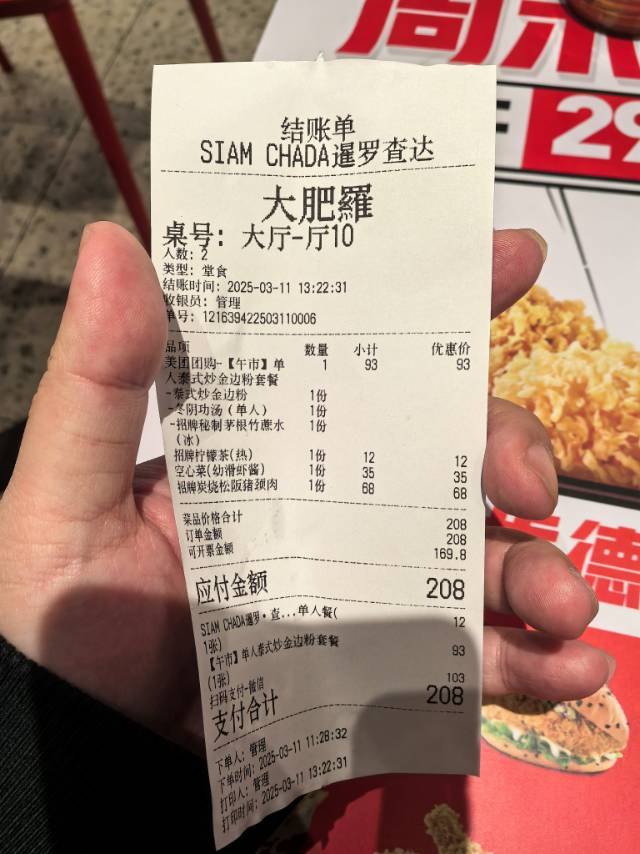 结账单
SIAM CHADA暹罗查达
大肥羅
桌号: 大厅-厅10
人数: 2
类型: 堂食
结账时间: 2025-03-11 13:22:31
收银员: 管理
单号: 121639422503110006
品项 数量 小计 优惠价
美团团购-【午市】单 1 93 93
人泰式炒金边粉套餐
-泰式炒金边粉 1份
-冬阴功汤(单人) 1份
-招牌秘制茅根竹蔗水 1份
(冰)
招牌柠檬茶(热) 1份 12 12
空心菜(幼滑虾酱) 1份 35 35
招牌炭烧松阪猪颈肉 1份 68 68
菜品价格合计 208
订单金额 208
可开票金额 169.8
应付金额 208
SIAM CHADA暹罗·查...单人餐( 12
1张)
【午市】单人泰式炒金边粉套餐 93
(1张)
扫码支付-微信 103
支付合计 208
下单人: 管理
下单时间: 2025-03-11 11:28:32
打印人: 管理
打印时间: 2025-03-11 13:22:31
29
德